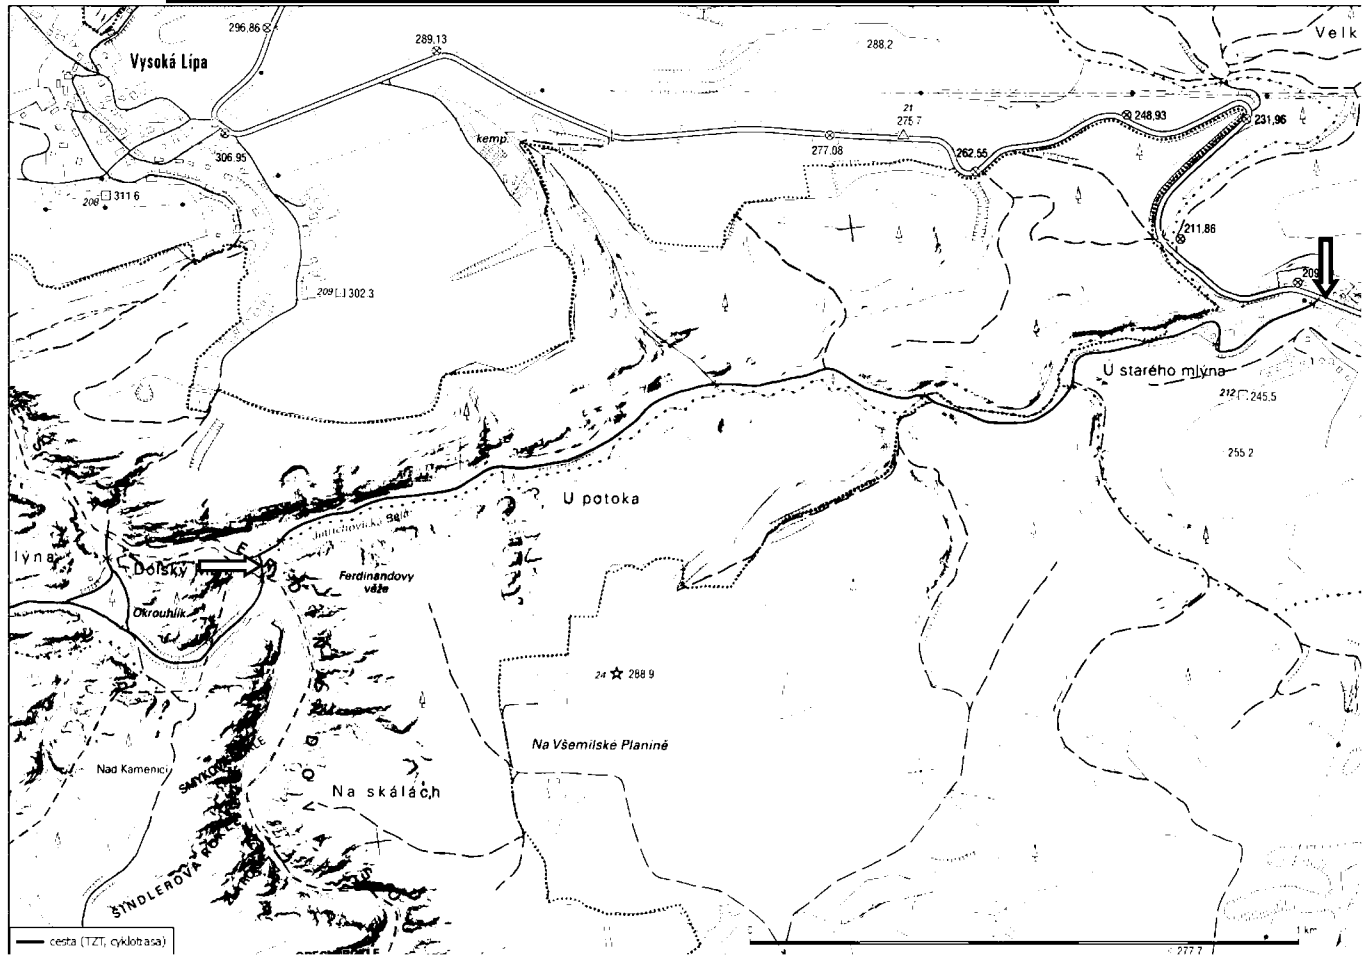 296,86
Vysoká Lípa
289,13
288,2
Velk
306,95
kemp.
277,08
21
275,7
262,55
248,93
231,96
208
311,6
211,86
209
302,3
209
U starého mlýna
212
245,5
255,2
U potoka
lýna
Dolský
E
Ferdinandovy
věže
Okrouhlík
24
288,9
Na Všemilské Planině
Nad Kamenicí
Na skálách
ŠINDLEROVA
cesta (TZT, cyklotrasa)
0
1 km
277,7